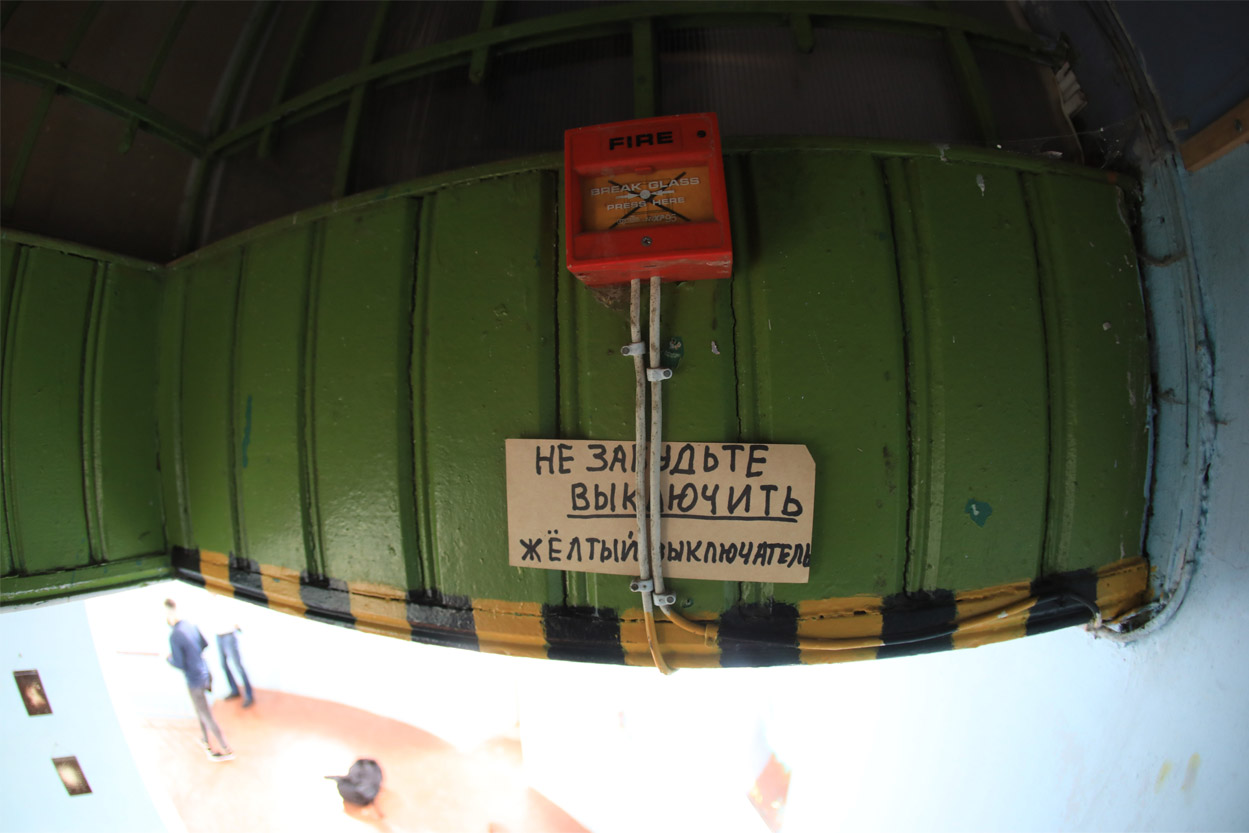 FIRE
BREAK GLASS
PRESS HERE
НЕ ЗАБУДЬТЕ
ВЫКЛЮЧИТЬ
ЖЁЛТЫЙ ВЫКЛЮЧАТЕЛЬ